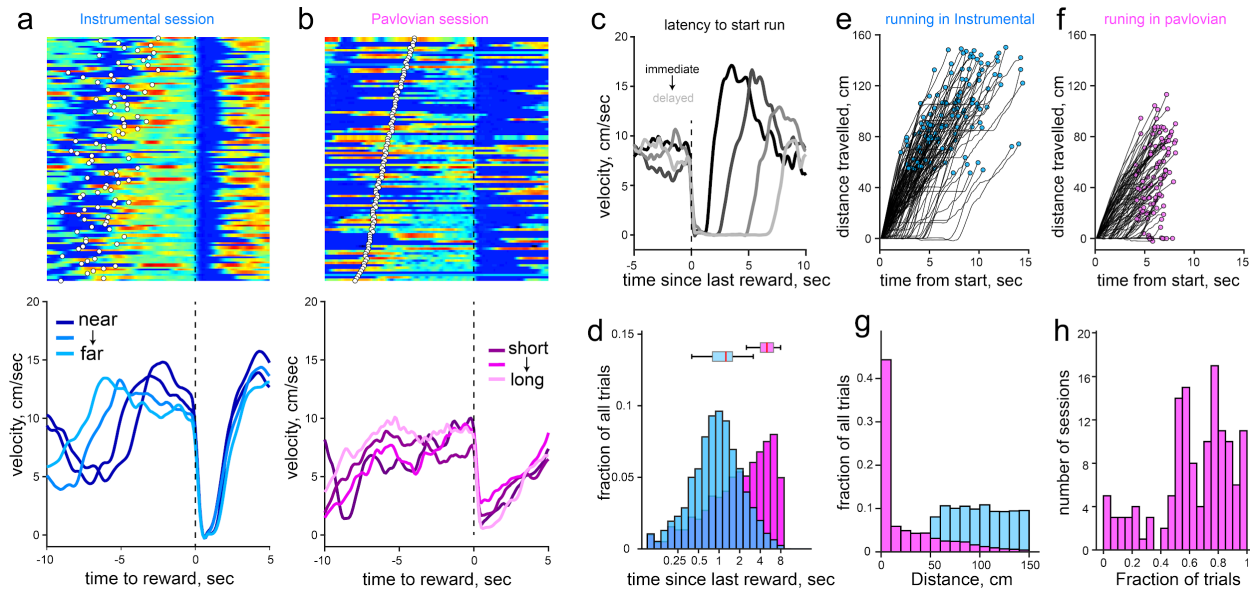 a
Instrumental session
20
15
10
5
0
velocity, cm/sec
near
far
-10
-5
0
5
time to reward, sec
b
Pavlovian session
20
15
10
5
0
velocity, cm/sec
short
long
-10
-5
0
5
time to reward, sec
c
latency to start run
20
15
10
5
0
velocity, cm/sec
immediate
delayed
-5
0
5
10
time since last reward, sec
d
0.15
0.1
0.05
0
fraction of all trials
0.25
0.5
1
2
4
8
time since last reward, sec
e
running in Instrumental
160
120
80
40
0
distance travelled, cm
0
5
10
15
time from start, sec
f
runing in pavlovian
160
120
80
40
0
distance travelled, cm
0
5
10
15
time from start, sec
g
0.4
0.3
0.2
0.1
0
fraction of all trials
0
50
100
150
Distance, cm
h
20
16
12
8
4
0
number of sessions
0
0.2
0.4
0.6
0.8
1
Fraction of trials